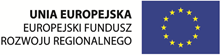 UNIA EUROPEJSKA
EUROPEJSKI FUNDUSZ
ROZWOJU REGIONALNEGO